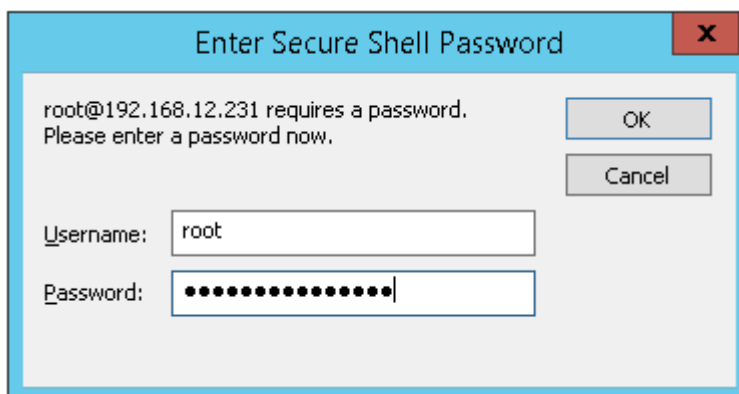 Enter Secure Shell Password
x
root@192.168.12.231 requires a password.
Please enter a password now.
OK
Cancel
Username: root
Password: •••••••••••••••